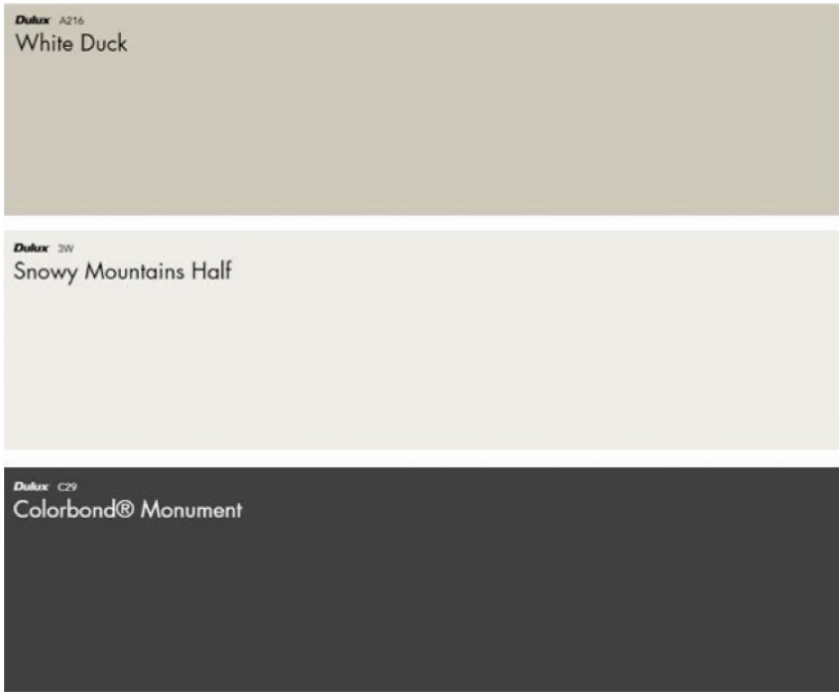 Dulux A216
White Duck
Dulux 3W
Snowy Mountains Half
Dulux C29
Colorbond® Monument